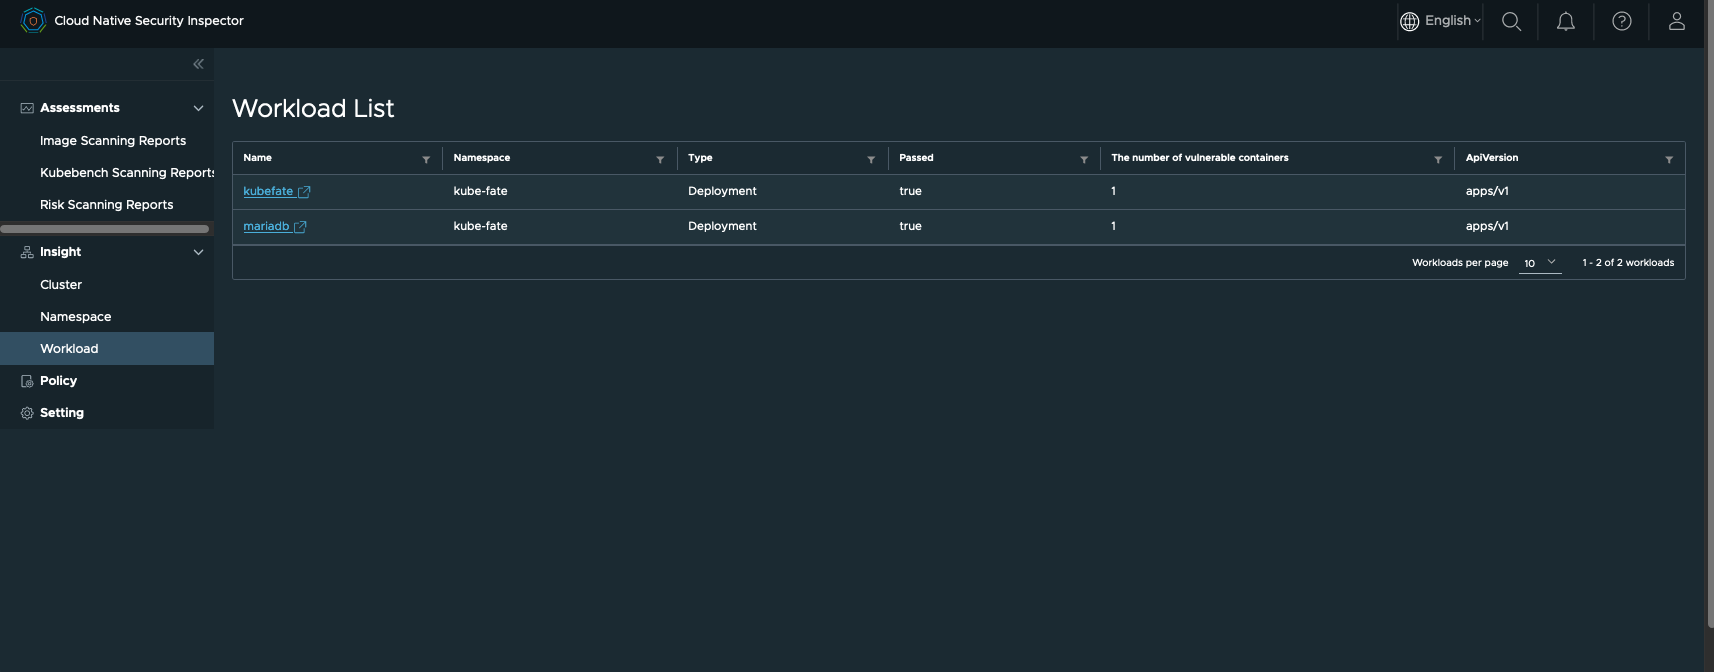 Cloud Native Security Inspector
English
Assessments
Image Scanning Reports
Kubebench Scanning Reports
Risk Scanning Reports
Insight
Cluster
Namespace
Workload
Policy
Setting
Workload List
Name Namespace Type Passed The number of vulnerable containers ApiVersion
kubefate kube-fate Deployment true 1 apps/v1
mariadb kube-fate Deployment true 1 apps/v1
Workloads per page 10 1 - 2 of 2 workloads